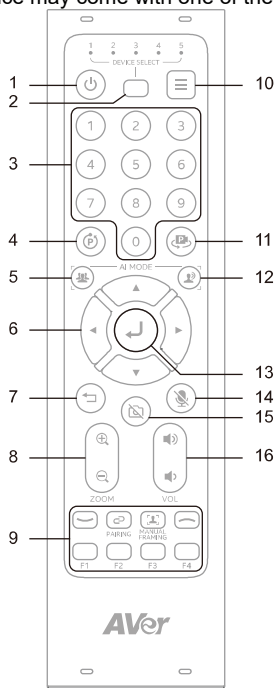 ice may come with one of the
1 2 3 4 5
DEVICE SELECT
1 10
2
1 2 3
3
4 5 6
7 8 9
4 P 0 P 11
AI MODE
5 12
6
13
7 14
15
8 16
ZOOM VOL
9
PAIRING MANUAL
FRAMING
F1 F2 F3 F4
AVer